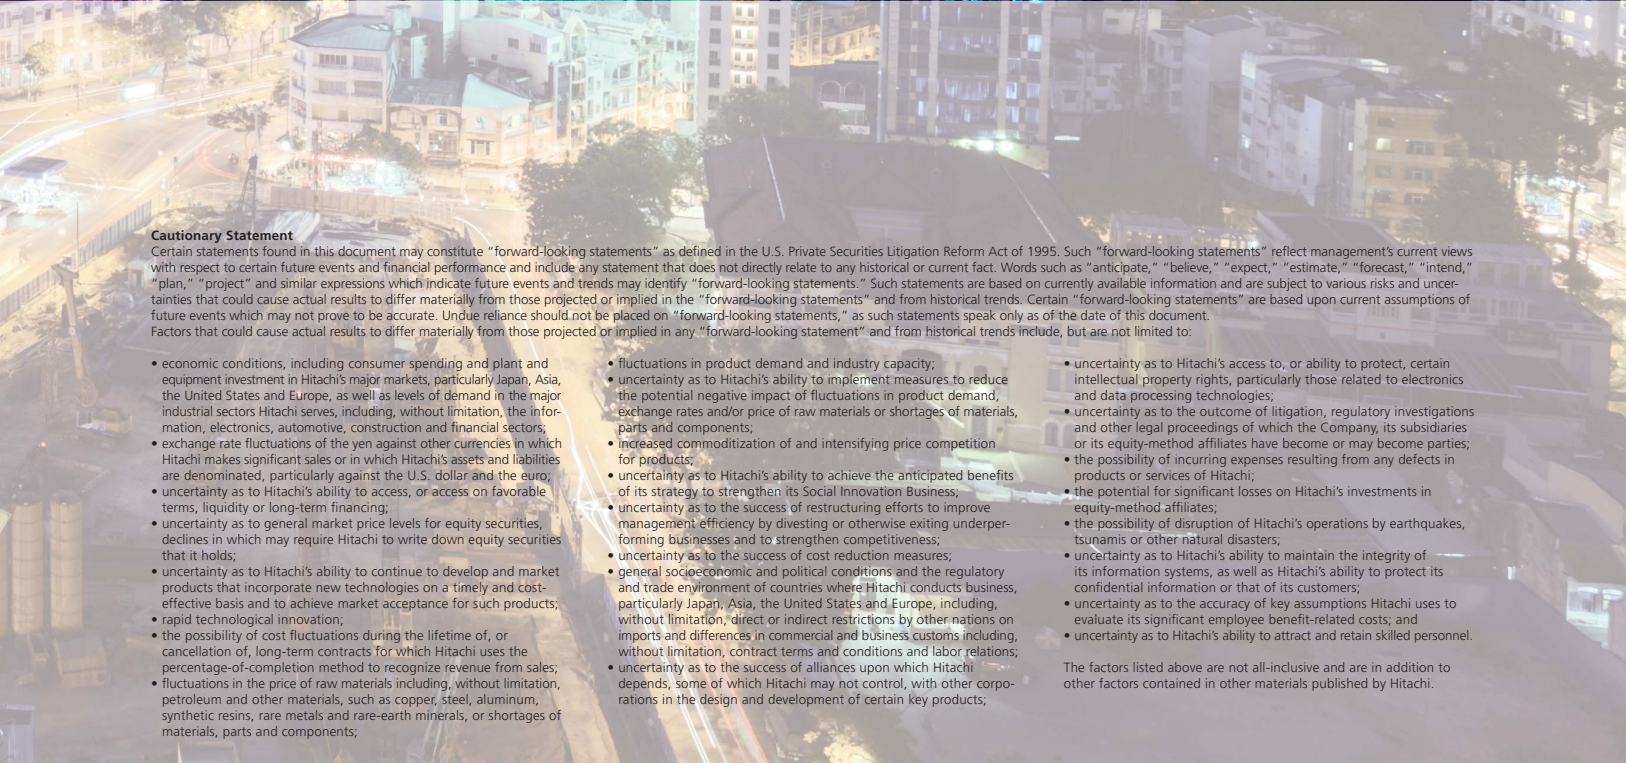 Cautionary Statement
Certain statements found in this document may constitute “forward-looking statements” as defined in the U.S. Private Securities Litigation Reform Act of 1995. Such “forward-looking statements” reflect management’s current views
with respect to certain future events and financial performance and include any statement that does not directly relate to any historical or current fact. Words such as “anticipate,” “believe,” “expect,” “estimate,” “forecast,” “intend,”
“plan,” “project” and similar expressions which indicate future events and trends may identify “forward-looking statements.” Such statements are based on currently available information and are subject to various risks and uncer-
tainties that could cause actual results to differ materially from those projected or implied in the “forward-looking statements” and from historical trends. Certain “forward-looking statements” are based upon current assumptions of
future events which may not prove to be accurate. Undue reliance should not be placed on “forward-looking statements,” as such statements speak only as of the date of this document.
Factors that could cause actual results to differ materially from those projected or implied in any “forward-looking statement” and from historical trends include, but are not limited to:
• economic conditions, including consumer spending and plant and
equipment investment in Hitachi’s major markets, particularly Japan, Asia,
the United States and Europe, as well as levels of demand in the major
industrial sectors Hitachi serves, including, without limitation, the infor-
mation, electronics, automotive, construction and financial sectors;
• exchange rate fluctuations of the yen against other currencies in which
Hitachi makes significant sales or in which Hitachi’s assets and liabilities
are denominated, particularly against the U.S. dollar and the euro;
• uncertainty as to Hitachi’s ability to access, or access on favorable
terms, liquidity or long-term financing;
• uncertainty as to general market price levels for equity securities,
declines in which may require Hitachi to write down equity securities
that it holds;
• uncertainty as to Hitachi’s ability to continue to develop and market
products that incorporate new technologies on a timely and cost-
effective basis and to achieve market acceptance for such products;
• rapid technological innovation;
• the possibility of cost fluctuations during the lifetime of, or
cancellation of, long-term contracts for which Hitachi uses the
percentage-of-completion method to recognize revenue from sales;
• fluctuations in the price of raw materials including, without limitation,
petroleum and other materials, such as copper, steel, aluminum,
synthetic resins, rare metals and rare-earth minerals, or shortages of
materials, parts and components;
• fluctuations in product demand and industry capacity;
• uncertainty as to Hitachi’s ability to implement measures to reduce
the potential negative impact of fluctuations in product demand,
exchange rates and/or price of raw materials or shortages of materials,
parts and components;
• increased commoditization of and intensifying price competition
for products;
• uncertainty as to Hitachi’s ability to achieve the anticipated benefits
of its strategy to strengthen its Social Innovation Business;
• uncertainty as to the success of restructuring efforts to improve
management efficiency by divesting or otherwise exiting underper-
forming businesses and to strengthen competitiveness;
• uncertainty as to the success of cost reduction measures;
• general socioeconomic and political conditions and the regulatory
and trade environment of countries where Hitachi conducts business,
particularly Japan, Asia, the United States and Europe, including,
without limitation, direct or indirect restrictions by other nations on
imports and differences in commercial and business customs including,
without limitation, contract terms and conditions and labor relations;
• uncertainty as to the success of alliances upon which Hitachi
depends, some of which Hitachi may not control, with other corpo-
rations in the design and development of certain key products;
• uncertainty as to Hitachi’s access to, or ability to protect, certain
intellectual property rights, particularly those related to electronics
and data processing technologies;
• uncertainty as to the outcome of litigation, regulatory investigations
and other legal proceedings of which the Company, its subsidiaries
or its equity-method affiliates have become or may become parties;
• the possibility of incurring expenses resulting from any defects in
products or services of Hitachi;
• the potential for significant losses on Hitachi’s investments in
equity-method affiliates;
• the possibility of disruption of Hitachi’s operations by earthquakes,
tsunamis or other natural disasters;
• uncertainty as to Hitachi’s ability to maintain the integrity of
its information systems, as well as Hitachi’s ability to protect its
confidential information or that of its customers;
• uncertainty as to the accuracy of key assumptions Hitachi uses to
evaluate its significant employee benefit-related costs; and
• uncertainty as to Hitachi’s ability to attract and retain skilled personnel.
The factors listed above are not all-inclusive and are in addition to
other factors contained in other materials published by Hitachi.